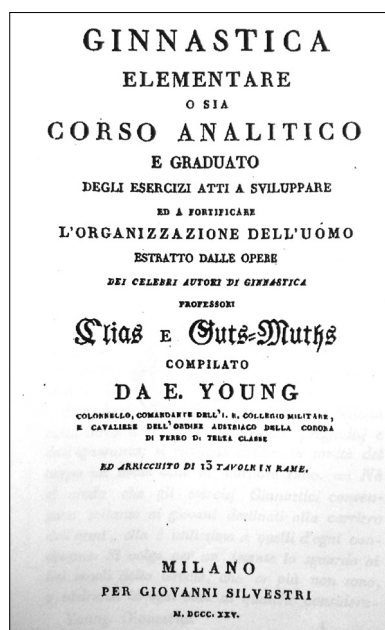 GINNASTICA
ELEMENTARE
O SIA
CORSO ANALITICO
E GRADUATO
DEGLI ESERCIZI ATTI A SVILUPPARE
ED A FORTIFICARE
L'ORGANIZZAZIONE DELL'UOMO
ESTRATTO DALLE OPERE
DEI CELEBRI AUTORI DI GINNASTICA
PROFESSORI
Clias E Guts-Muths
COMPILATO
DA E. YOUNG
COLONNELLO, COMANDANTE DELL'I. R. COLLEGIO MILITARE,
E CAVALIERE DELL'ORDINE AUSTRIACO DELLA CORONA
DI FERRO DI TERZA CLASSE
ED ARRICCHITO DI 13 TAVOLE IN RAME.
MILANO
PER GIOVANNI SILVESTRI
M. DCCC. XXV.